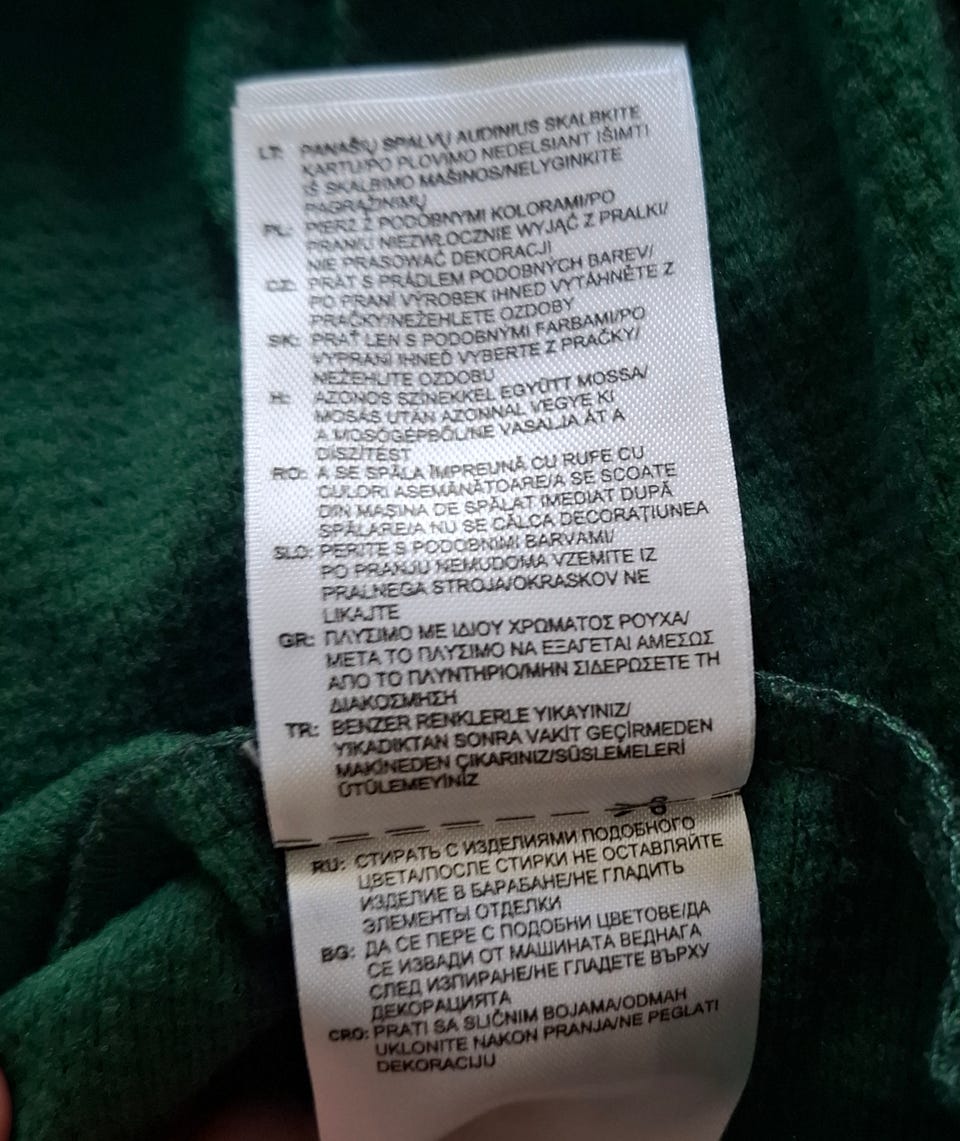 LT: PANAŠIŲ SPALVŲ AUDINIUS SKALBKITE
KARTU/PO PLOVIMO NEDELSIANT IŠIMTI
IŠ SKALBIMO MAŠINOS/NELYGINKITE
PAGRAŽINIMŲ
PL: PIERZ Z PODOBNYMI KOLORAMI/PO
PRANIU NIEZWŁOCZNIE WYJĄĆ Z PRALKI/
NIE PRASOWAĆ DEKORACJI
CZ: PRÁT S PRÁDLEM PODOBNÝCH BAREV/
PO PRANÍ VÝROBEK IHNED VYTÁHNĚTE Z
PRAČKY/NEŽEHLETE OZDOBY
SK: PRAŤ LEN S PODOBNÝMI FARBAMI/PO
VYPRANÍ IHNEĎ VYBERTE Z PRAČKY/
NEŽEHLITE OZDOBU
H: AZONOS SZÍNEKKEL EGYÜTT MOSSA/
MOSÁS UTÁN AZONNAL VEGYE KI
A MOSÓGÉPBŐL/NE VASALJA ÁT A
DÍSZÍTÉST
RO: A SE SPĂLA ÎMPREUNĂ CU RUFE CU
CULORI ASEMĂNĂTOARE/A SE SCOATE
DIN MAȘINA DE SPĂLAT IMEDIAT DUPĂ
SPĂLARE/A NU SE CĂLCA DECORAȚIUNEA
SLO: PERITE S PODOBNIMI BARVAMI/
PO PRANJU NEMUDOMA VZEMITE IZ
PRALNEGA STROJA/OKRASKOV NE
LIKAJTE
GR: ΠΛΥΣΙΜΟ ΜΕ ΙΔΙΟΥ ΧΡΩΜΑΤΟΣ ΡΟΥΧΑ/
ΜΕΤΑ ΤΟ ΠΛΥΣΙΜΟ ΝΑ ΕΞΑΓΕΤΑΙ ΑΜΕΣΩΣ
ΑΠΟ ΤΟ ΠΛΥΝΤΗΡΙΟ/ΜΗΝ ΣΙΔΕΡΩΣΕΤΕ ΤΗ
ΔΙΑΚΟΣΜΗΣΗ
TR: BENZER RENKLERLE YIKAYINIZ/
YIKADIKTAN SONRA VAKİT GEÇİRMEDEN
MAKİNEDEN ÇIKARINIZ/SÜSLEMELERİ
ÜTÜLEMEYİNİZ
RU: СТИРАТЬ С ИЗДЕЛИЯМИ ПОДОБНОГО
ЦВЕТА/ПОСЛЕ СТИРКИ НЕ ОСТАВЛЯЙТЕ
ИЗДЕЛИЕ В БАРАБАНЕ/НЕ ГЛАДИТЬ
ЭЛЕМЕНТЫ ОТДЕЛКИ
BG: ДА СЕ ПЕРЕ С ПОДОБНИ ЦВЕТОВЕ/ДА
СЕ ИЗВАДИ ОТ МАШИНАТА ВЕДНАГА
СЛЕД ИЗПИРАНЕ/НЕ ГЛАДЕТЕ ВЪРХУ
ДЕКОРАЦИЯТА
CRO: PRATI SA SLIČNIM BOJAMA/ODMAH
UKLONITE NAKON PRANJA/NE PEGLATI
DEKORACIJU